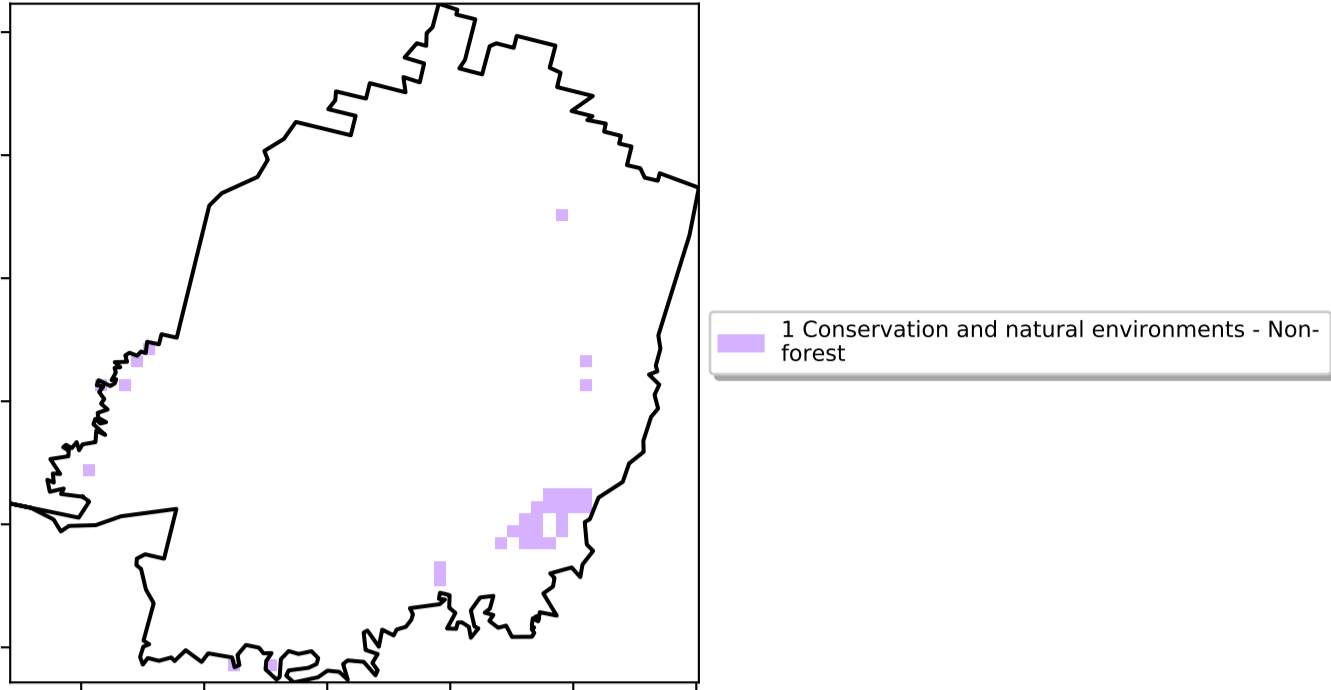 1 Conservation and natural environments - Non-
forest